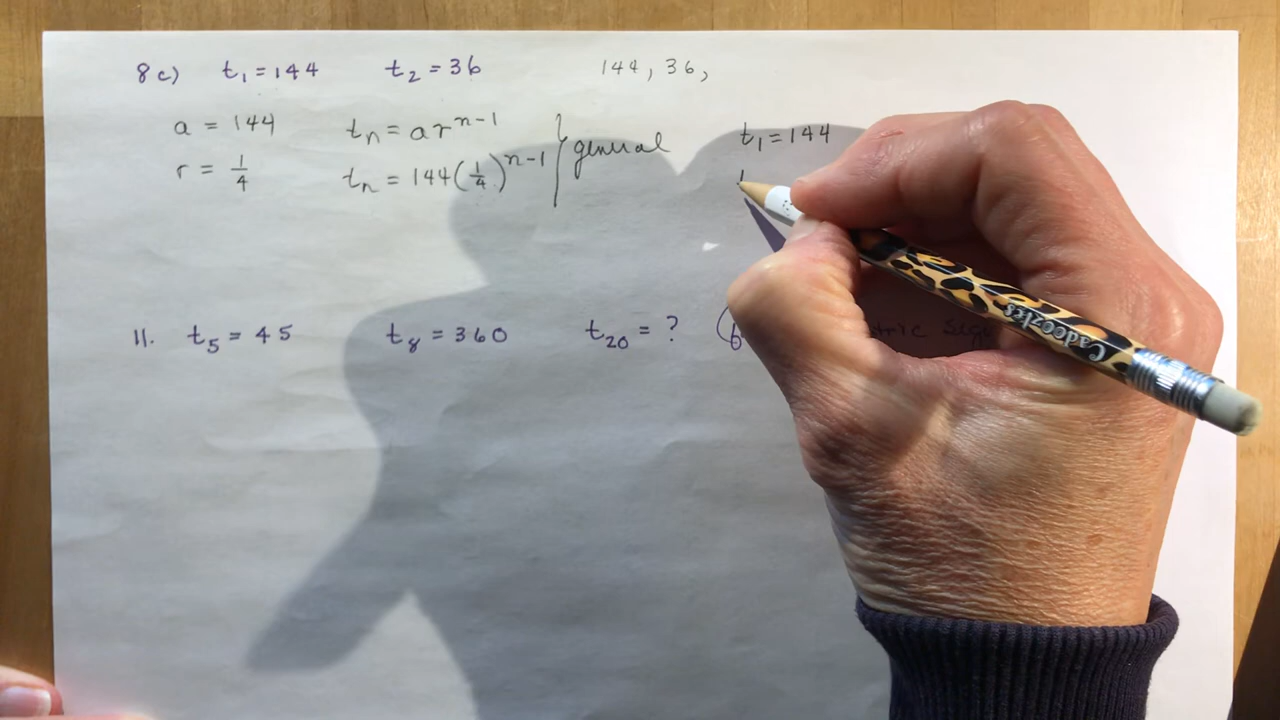 8c) t₁ = 144 t₂ = 36 144, 36,
a = 144 tₙ = arⁿ⁻¹ } general t₁ = 144
r = 1/4 tₙ = 144(1/4)ⁿ⁻¹
11. t₅ = 45 t₈ = 360 t₂₀ = ?
Cadoozles